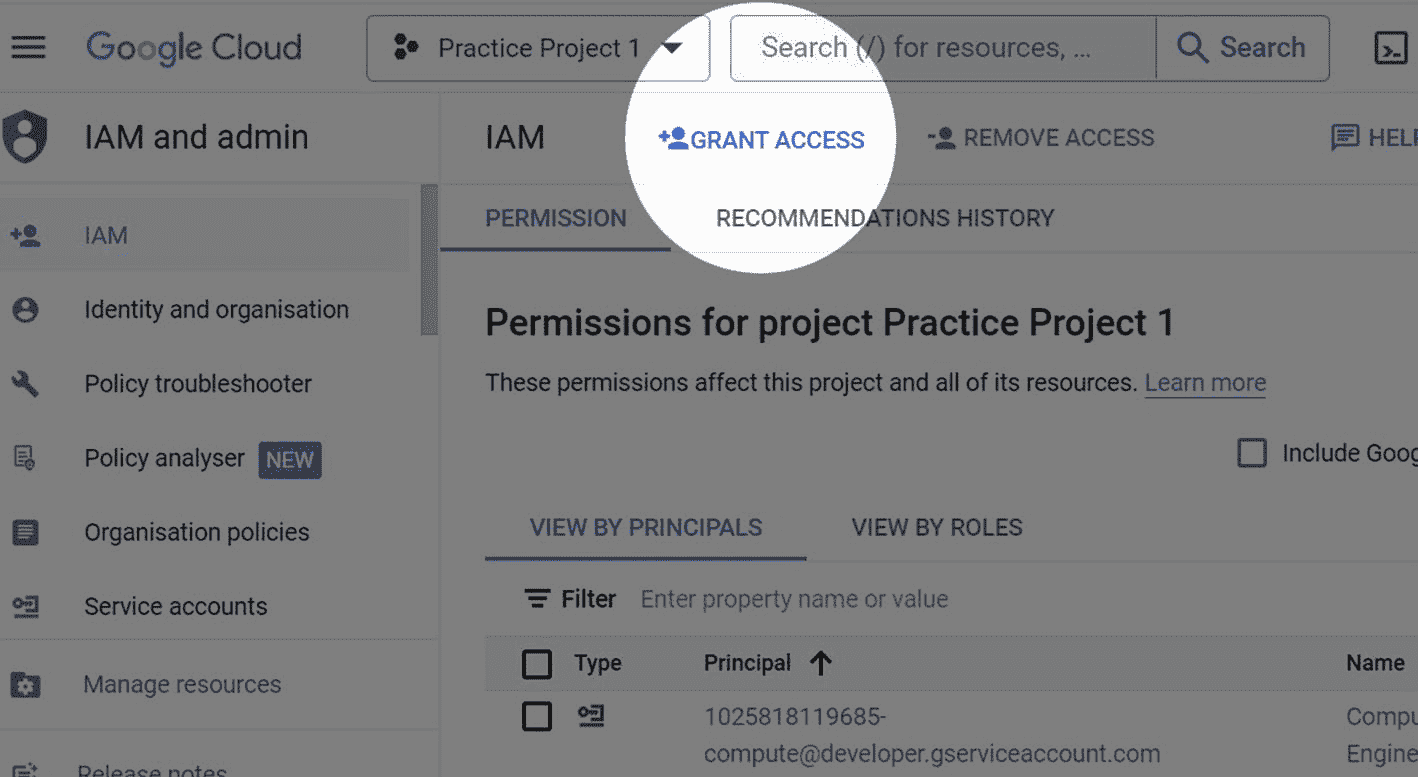 Google Cloud
Practice Project 1
Search (/) for resources, ...
Search
IAM and admin
IAM
GRANT ACCESS
REMOVE ACCESS
IAM
Identity and organisation
Policy troubleshooter
Policy analyser NEW
Organisation policies
Service accounts
Manage resources
Release notes
PERMISSION
RECOMMENDATIONS HISTORY
Permissions for project Practice Project 1
These permissions affect this project and all of its resources. Learn more
Include
VIEW BY PRINCIPALS
VIEW BY ROLES
Filter Enter property name or value
Type Principal Name
1025818119685-
compute@developer.gserviceaccount.com